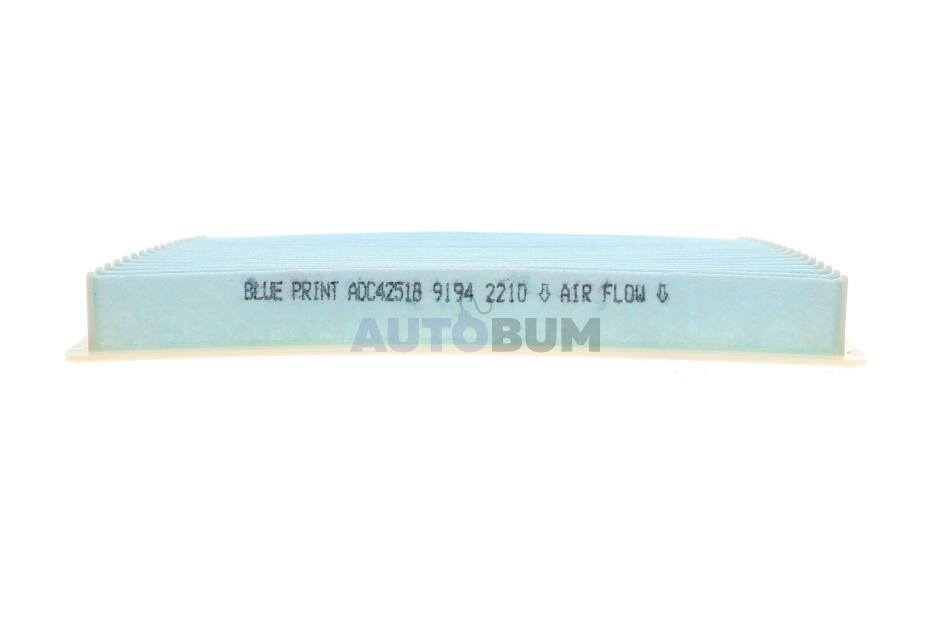 BLUE PRINT ADC42518 9194 2210 ⇩ AIR FLOW ⇩
AUTOBUM